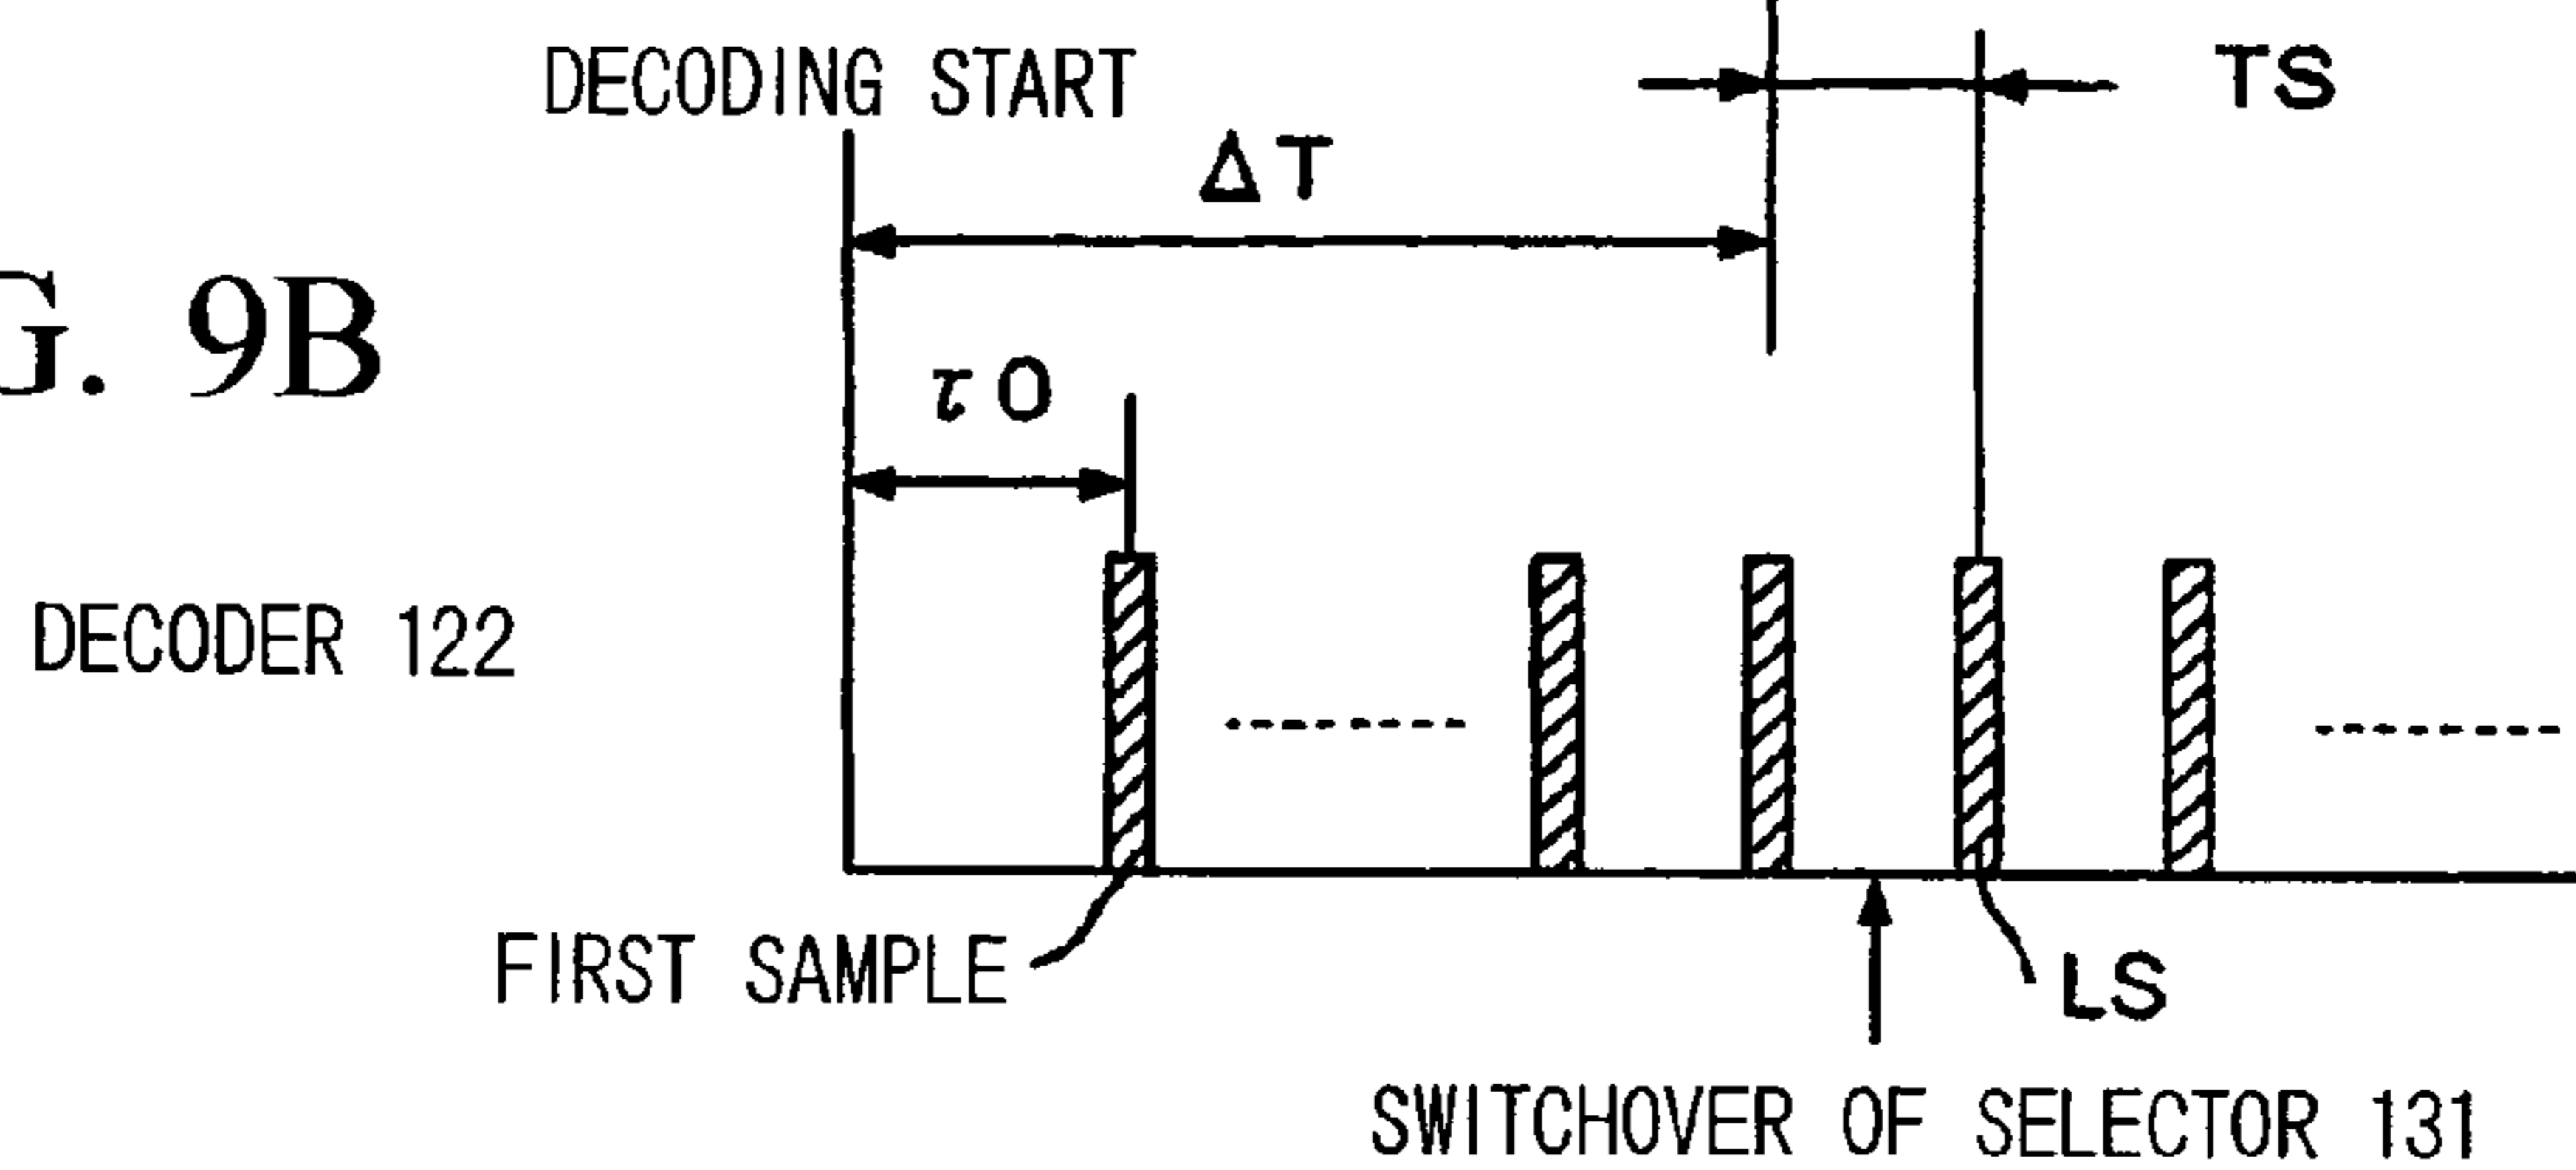 DECODING START
TS
ΔT
G. 9B
τ0
DECODER 122
FIRST SAMPLE
LS
SWITCHOVER OF SELECTOR 131